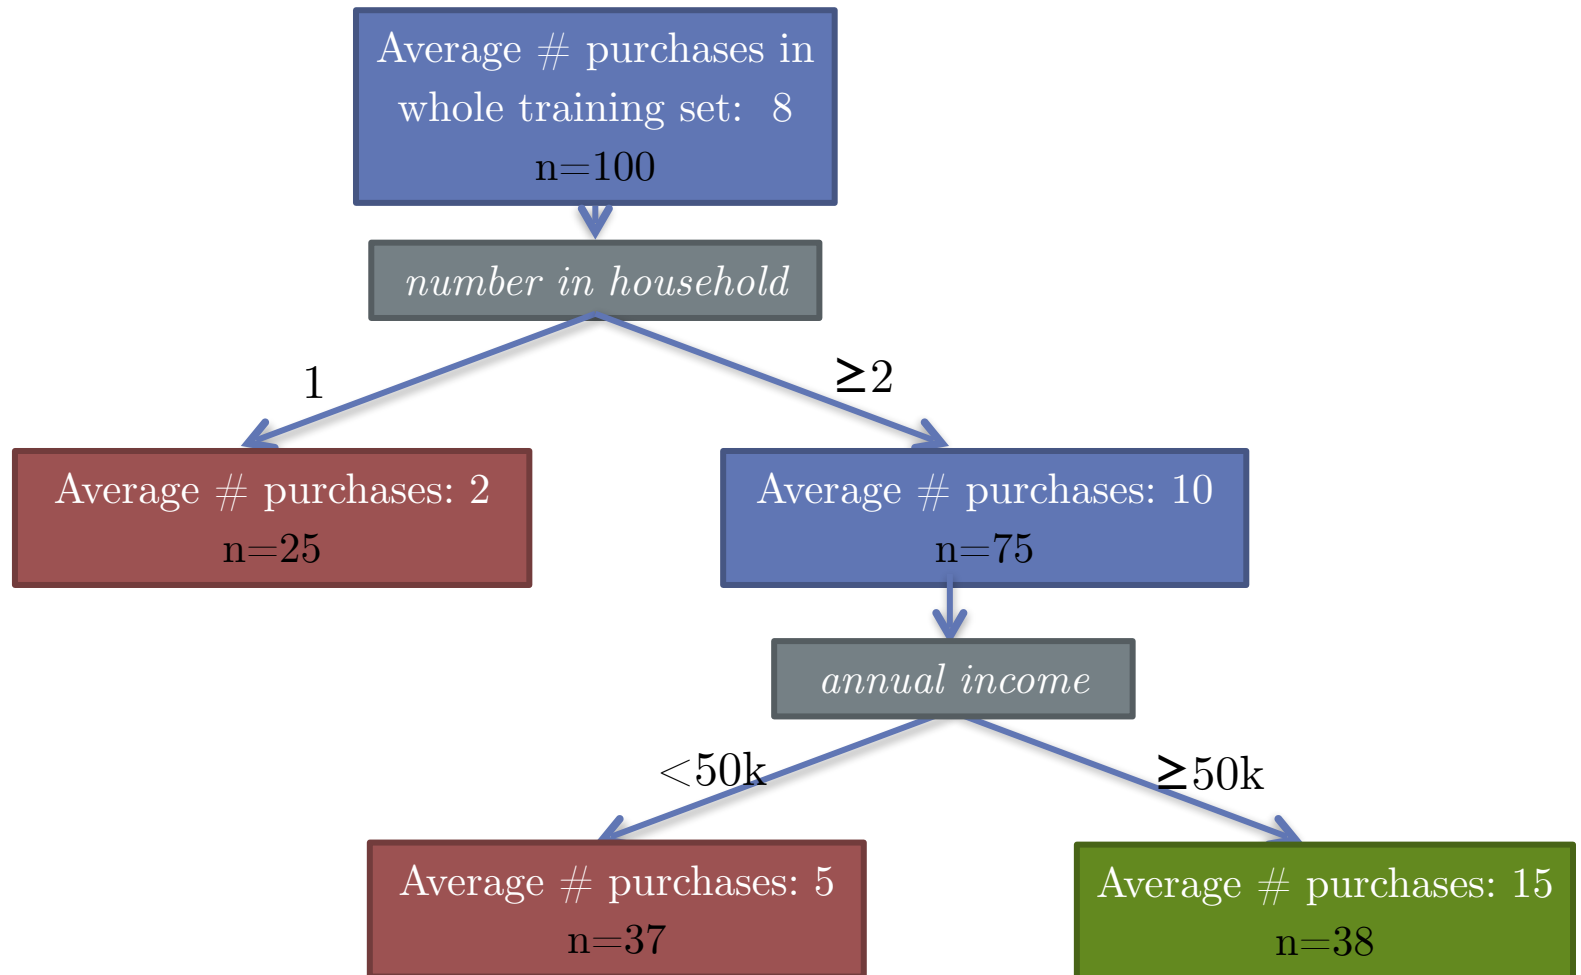 Average # purchases in
whole training set: 8
n=100
number in household
1
≥2
Average # purchases: 2
n=25
Average # purchases: 10
n=75
annual income
<50k
≥50k
Average # purchases: 5
n=37
Average # purchases: 15
n=38